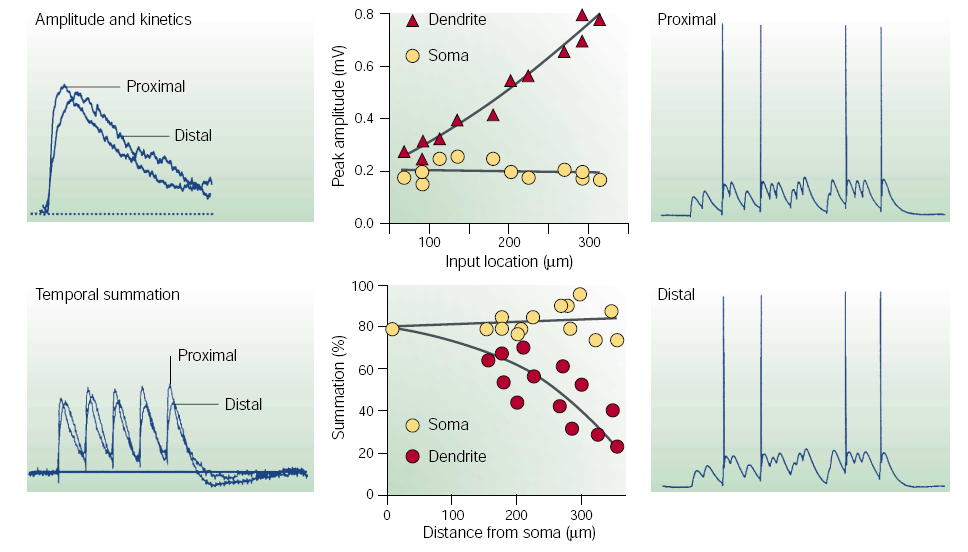 Amplitude and kinetics
Proximal
Distal
0.8
0.6
0.4
0.2
0.0
Peak amplitude (mV)
Dendrite
Soma
100
200
300
Input location (μm)
Proximal
Temporal summation
Proximal
Distal
100
80
60
40
20
0
Summation (%)
Soma
Dendrite
0
100
200
300
Distance from soma (μm)
Distal